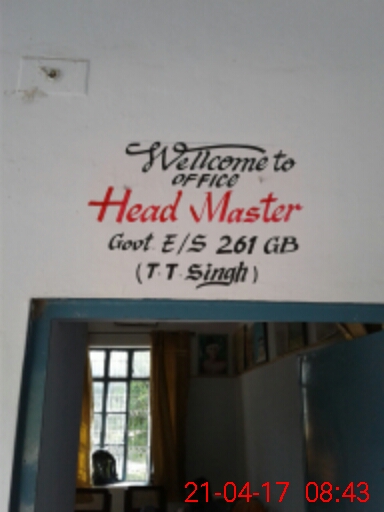 Wellcome to
OFFICE
Head Master
Govt E/S 261 GB
(T.T. Singh)
21-04-17 08:43